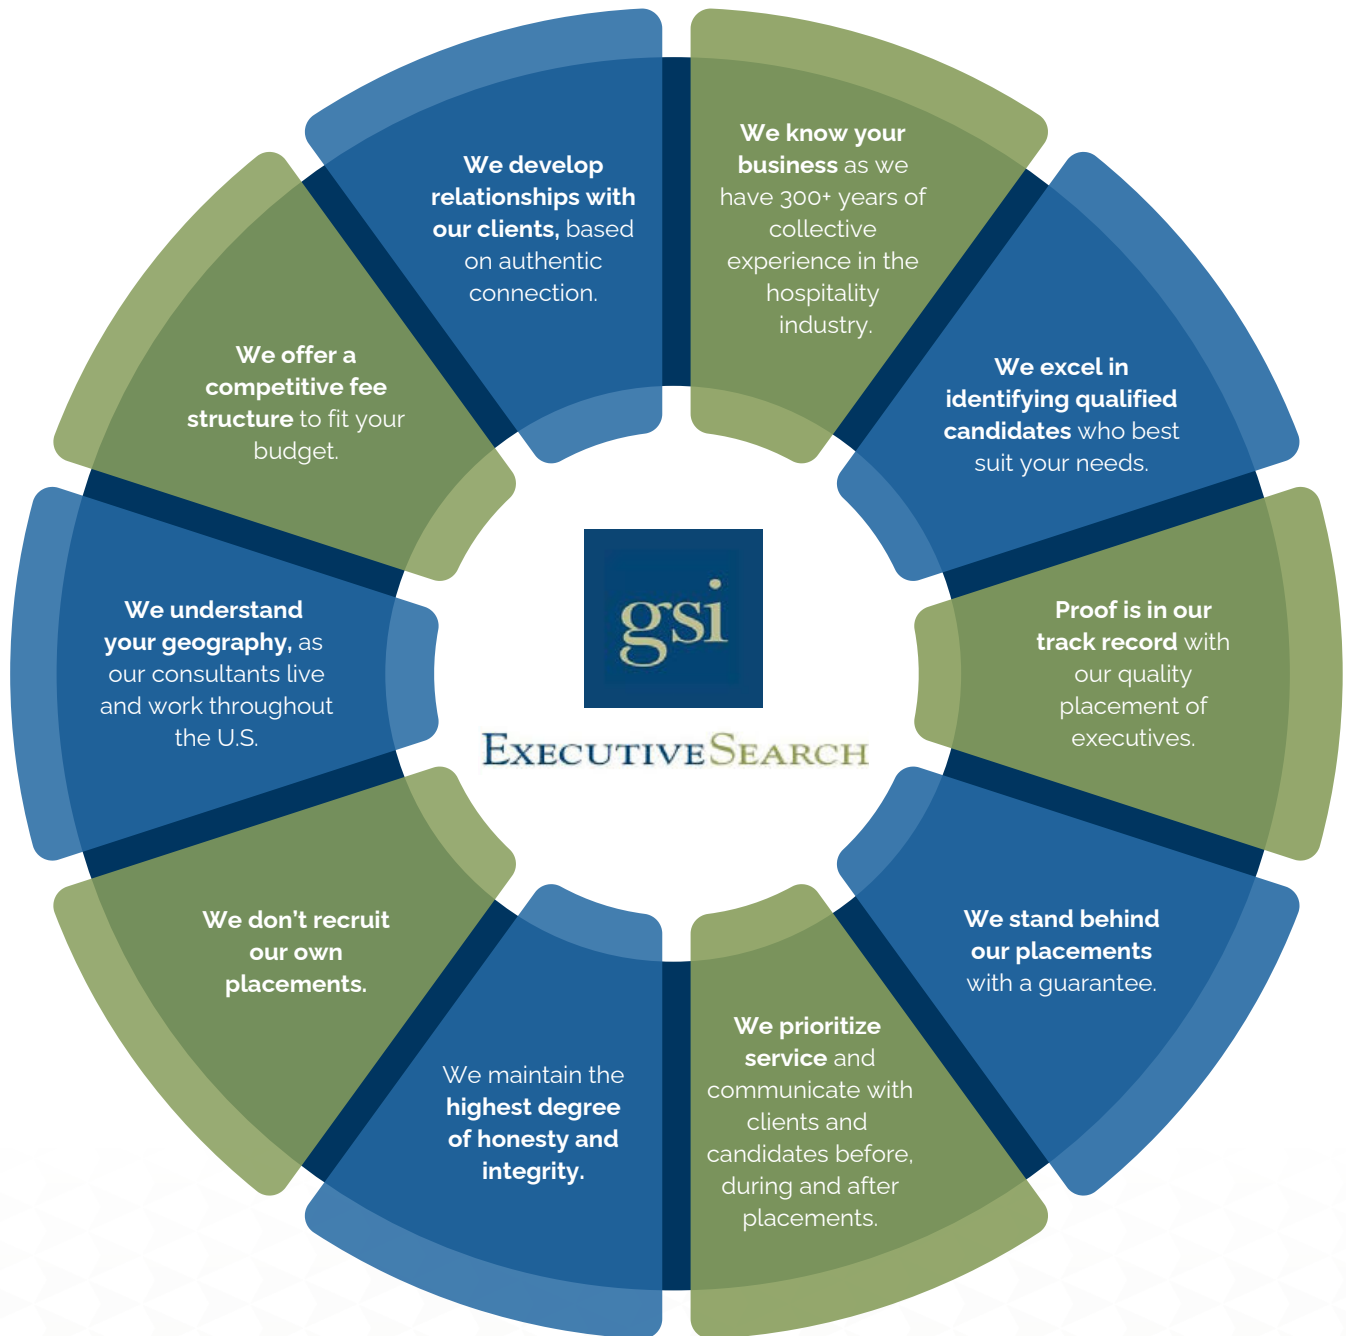 We know your
business as we
have 300+ years of
collective
experience in the
hospitality
industry.
We excel in
identifying qualified
candidates who best
suit your needs.
Proof is in our
track record with
our quality
placement of
executives.
We stand behind
our placements
with a guarantee.
We prioritize
service and
communicate with
clients and
candidates before,
during and after
placements.
We maintain the
highest degree
of honesty and
integrity.
We don't recruit
our own
placements.
We understand
your geography, as
our consultants live
and work throughout
the U.S.
We offer a
competitive fee
structure to fit your
budget.
We develop
relationships with
our clients, based
on authentic
connection.
gsi
EXECUTIVESEARCH